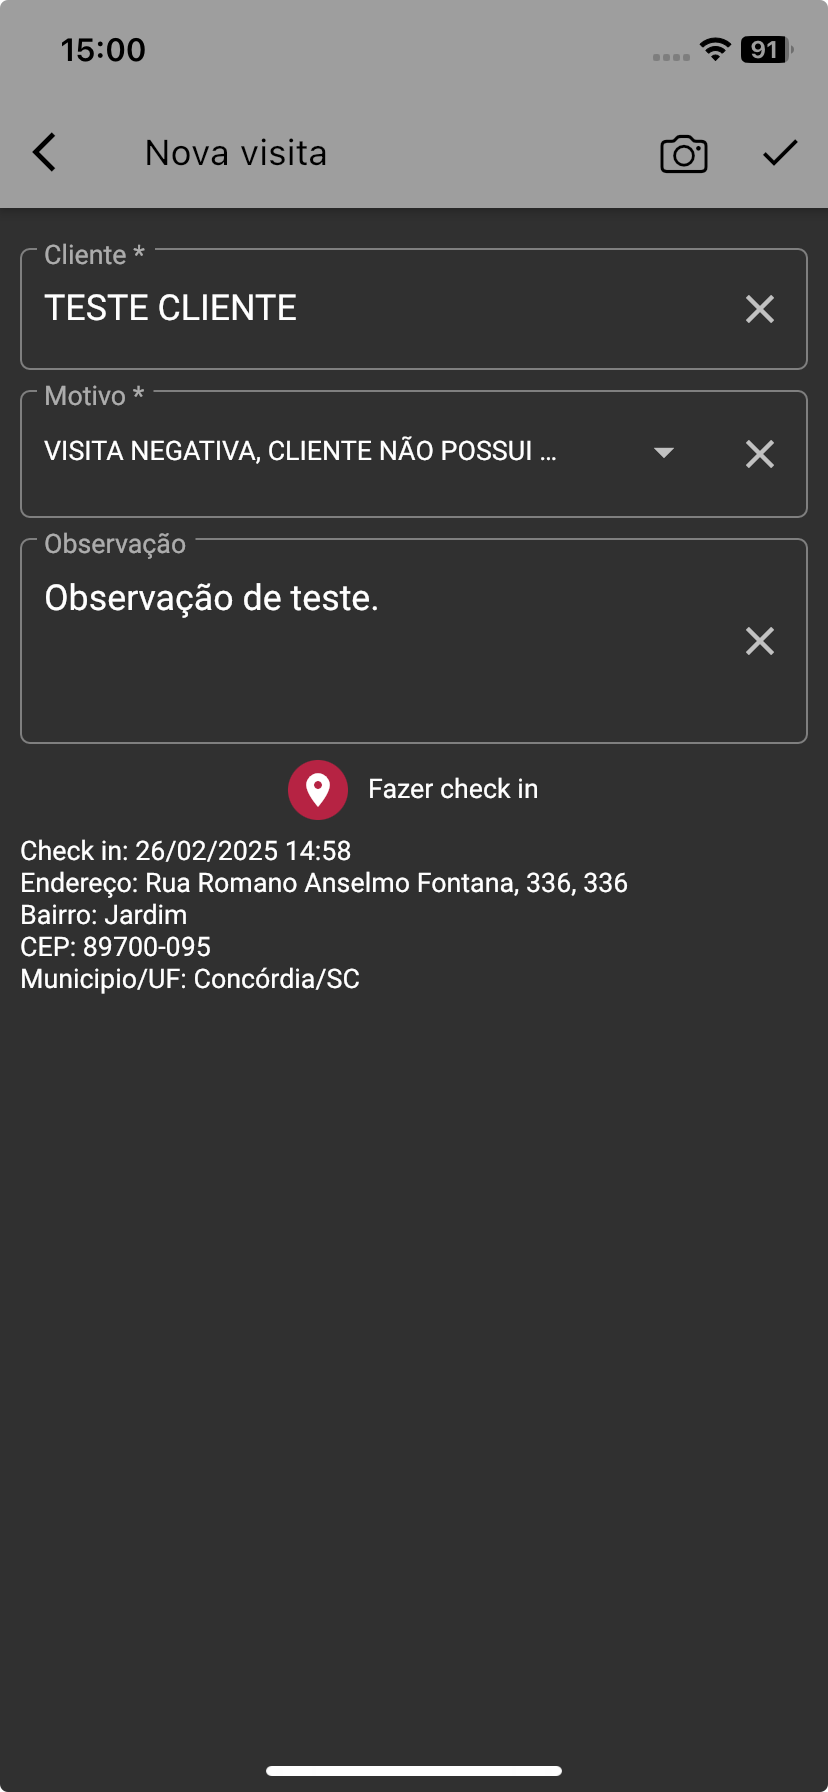 15:00
91
Nova visita
Cliente *
TESTE CLIENTE
Motivo *
VISITA NEGATIVA, CLIENTE NÃO POSSUI ...
Observação
Observação de teste.
Fazer check in
Check in: 26/02/2025 14:58
Endereço: Rua Romano Anselmo Fontana, 336, 336
Bairro: Jardim
CEP: 89700-095
Municipio/UF: Concórdia/SC